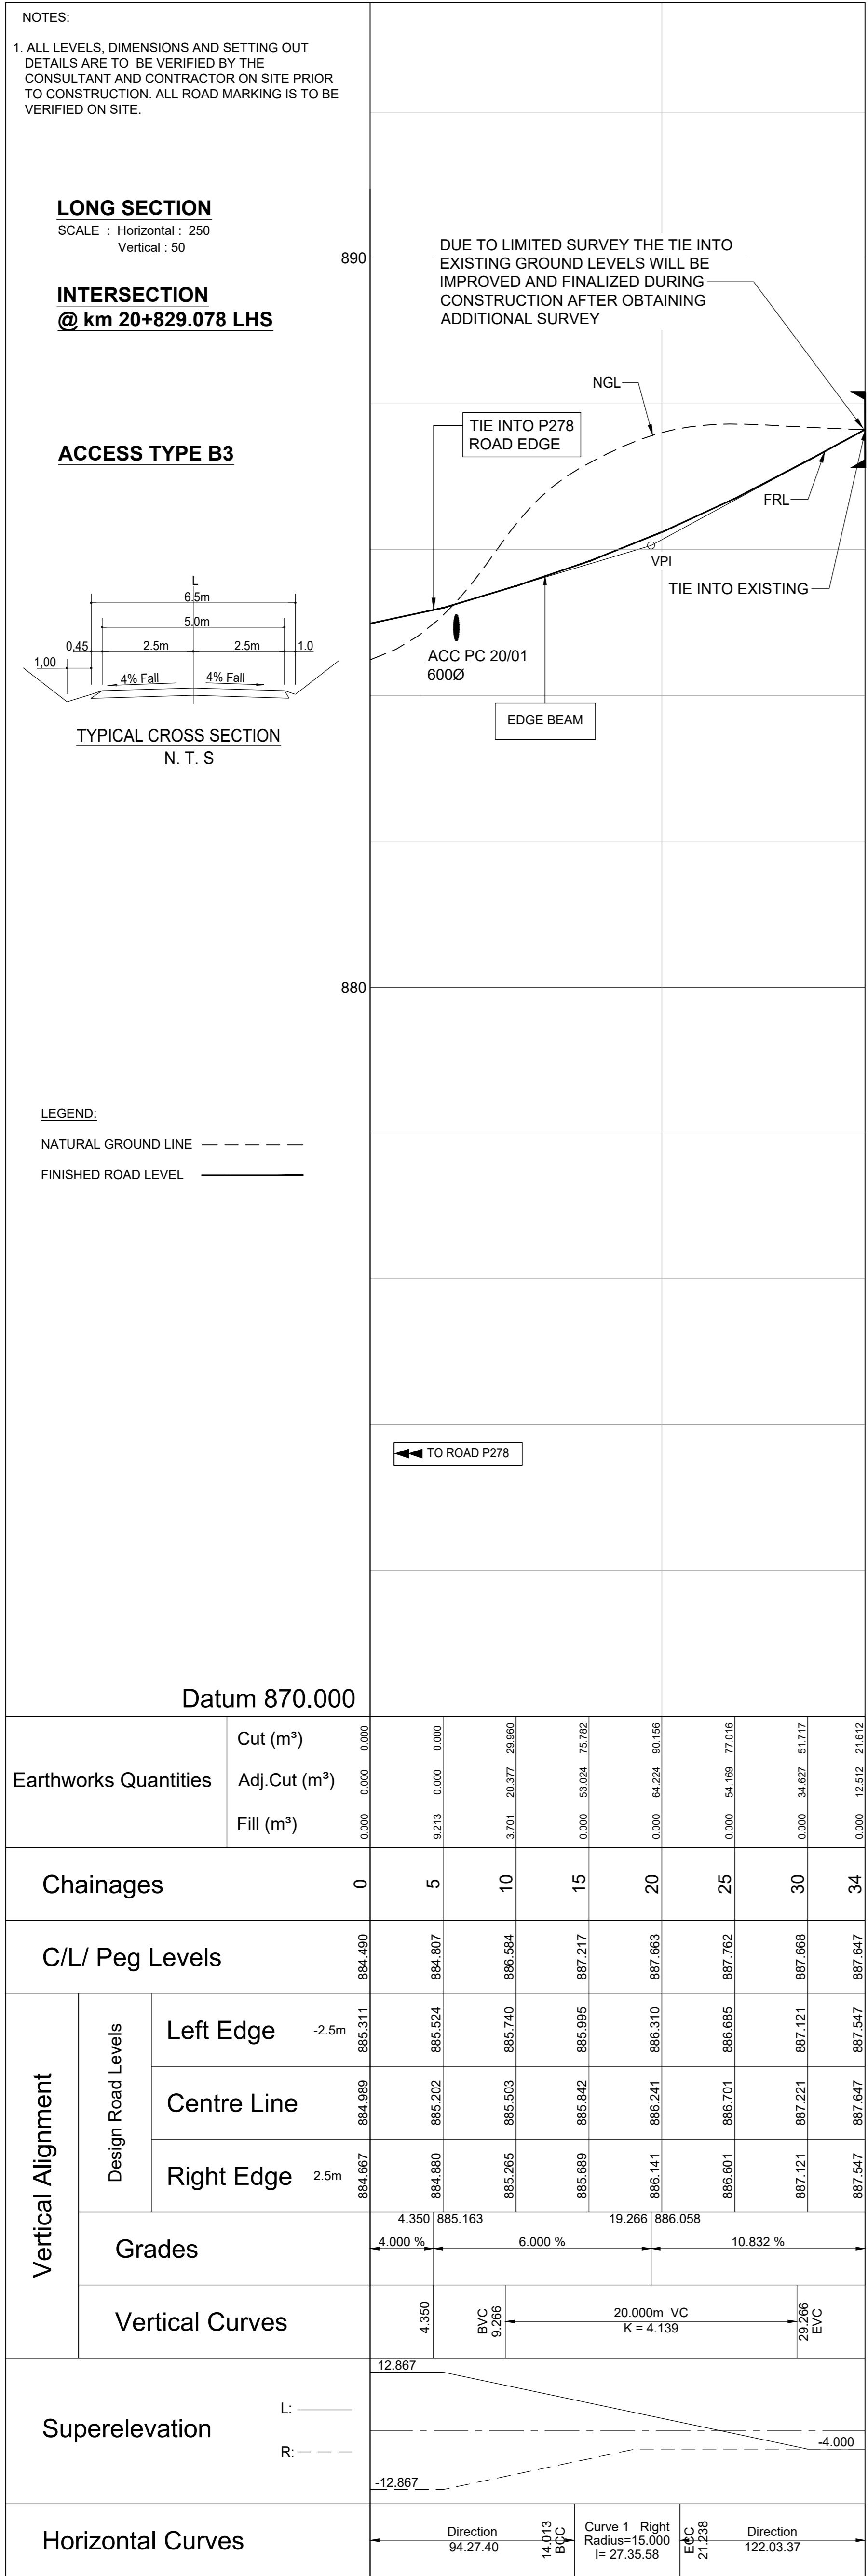 NOTES:
1. ALL LEVELS, DIMENSIONS AND SETTING OUT
DETAILS ARE TO BE VERIFIED BY THE
CONSULTANT AND CONTRACTOR ON SITE PRIOR
TO CONSTRUCTION. ALL ROAD MARKING IS TO BE
VERIFIED ON SITE.
LONG SECTION
SCALE : Horizontal : 250
Vertical : 50
INTERSECTION
@ km 20+829.078 LHS
ACCESS TYPE B3
890
DUE TO LIMITED SURVEY THE TIE INTO
EXISTING GROUND LEVELS WILL BE
IMPROVED AND FINALIZED DURING
CONSTRUCTION AFTER OBTAINING
ADDITIONAL SURVEY
NGL
TIE INTO P278
ROAD EDGE
FRL
VPI
TIE INTO EXISTING
ACC PC 20/01
600Ø
EDGE BEAM
L
6.5m
5.0m
0,45 2.5m 2.5m 1.0
1,00
4% Fall 4% Fall
TYPICAL CROSS SECTION
N. T. S
880
LEGEND:
NATURAL GROUND LINE
FINISHED ROAD LEVEL
TO ROAD P278
Datum 870.000
Earthworks Quantities
Cut (m³) 0.000 0.000 29.960 75.782 90.156 77.016 51.717 21.612
Adj.Cut (m³) 0.000 0.000 20.377 53.024 64.224 54.169 34.627 12.512
Fill (m³) 0.000 9.213 3.701 0.000 0.000 0.000 0.000 0.000
Chainages 0 5 10 15 20 25 30 34
C/L/ Peg Levels 884.490 884.807 886.584 887.217 887.663 887.762 887.668 887.647
Vertical Alignment
Design Road Levels
Left Edge -2.5m 885.311 885.524 885.740 885.995 886.310 886.685 887.121 887.547
Centre Line 884.989 885.202 885.503 885.842 886.241 886.701 887.221 887.647
Right Edge 2.5m 884.667 884.880 885.265 885.689 886.141 886.601 887.121 887.547
4.350 885.163 19.266 886.058
Grades 4.000 % 6.000 % 10.832 %
Vertical Curves 4.350 BVC 9.266 20.000m VC 29.266 EVC
K = 4.139
12.867
Superelevation
L:
R:
-4.000
-12.867
Horizontal Curves
Direction
94.27.40
14.013
BCC
Curve 1 Right
Radius=15.000
I= 27.35.58
ECC
21.238
Direction
122.03.37